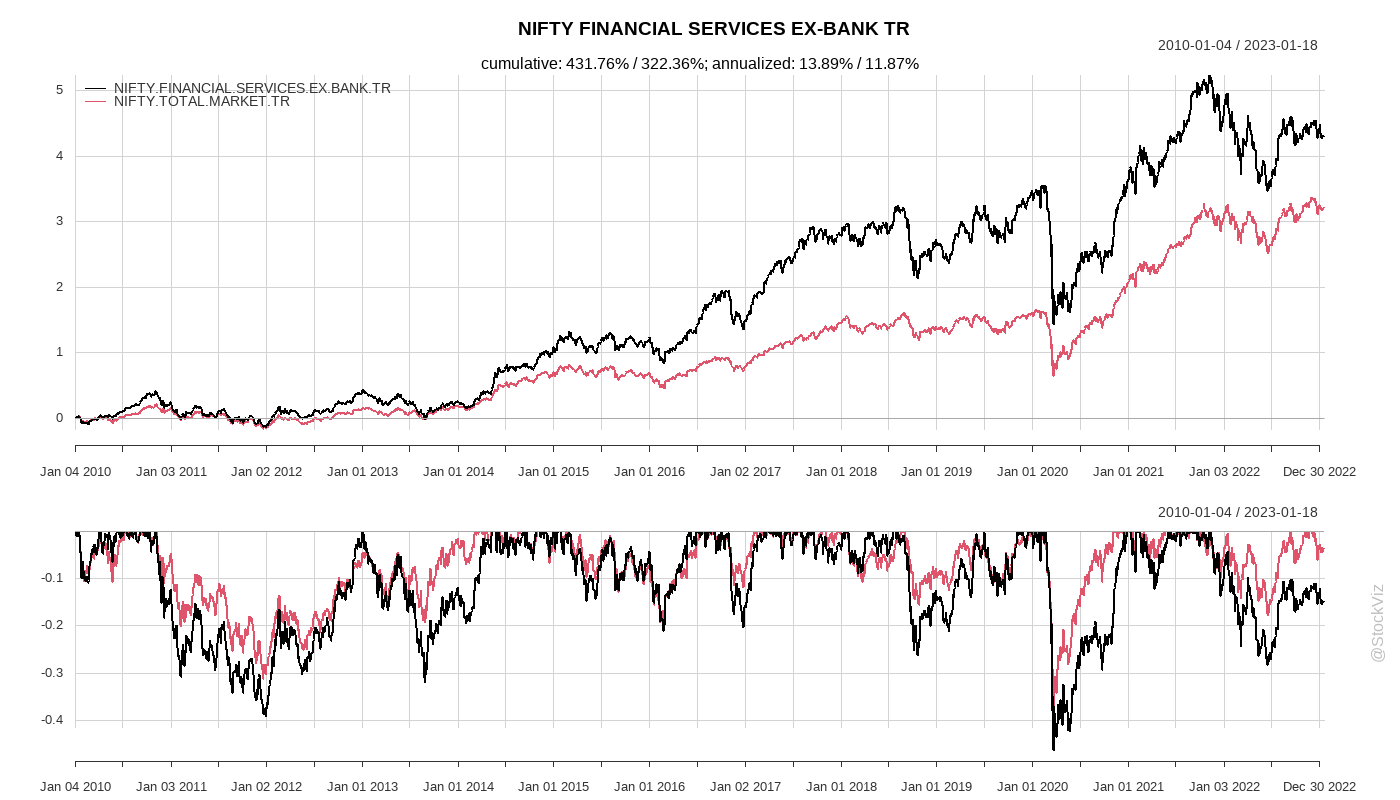 NIFTY FINANCIAL SERVICES EX-BANK TR
2010-01-04 / 2023-01-18
cumulative: 431.76% / 322.36%; annualized: 13.89% / 11.87%
NIFTY.FINANCIAL.SERVICES.EX.BANK.TR
NIFTY.TOTAL.MARKET.TR
5
4
3
2
1
0
Jan 04 2010 Jan 03 2011 Jan 02 2012 Jan 01 2013 Jan 01 2014 Jan 01 2015 Jan 01 2016 Jan 02 2017 Jan 01 2018 Jan 01 2019 Jan 01 2020 Jan 01 2021 Jan 03 2022 Dec 30 2022
2010-01-04 / 2023-01-18
-0.1
-0.2
-0.3
-0.4
Jan 04 2010 Jan 03 2011 Jan 02 2012 Jan 01 2013 Jan 01 2014 Jan 01 2015 Jan 01 2016 Jan 02 2017 Jan 01 2018 Jan 01 2019 Jan 01 2020 Jan 01 2021 Jan 03 2022 Dec 30 2022
@StockViz